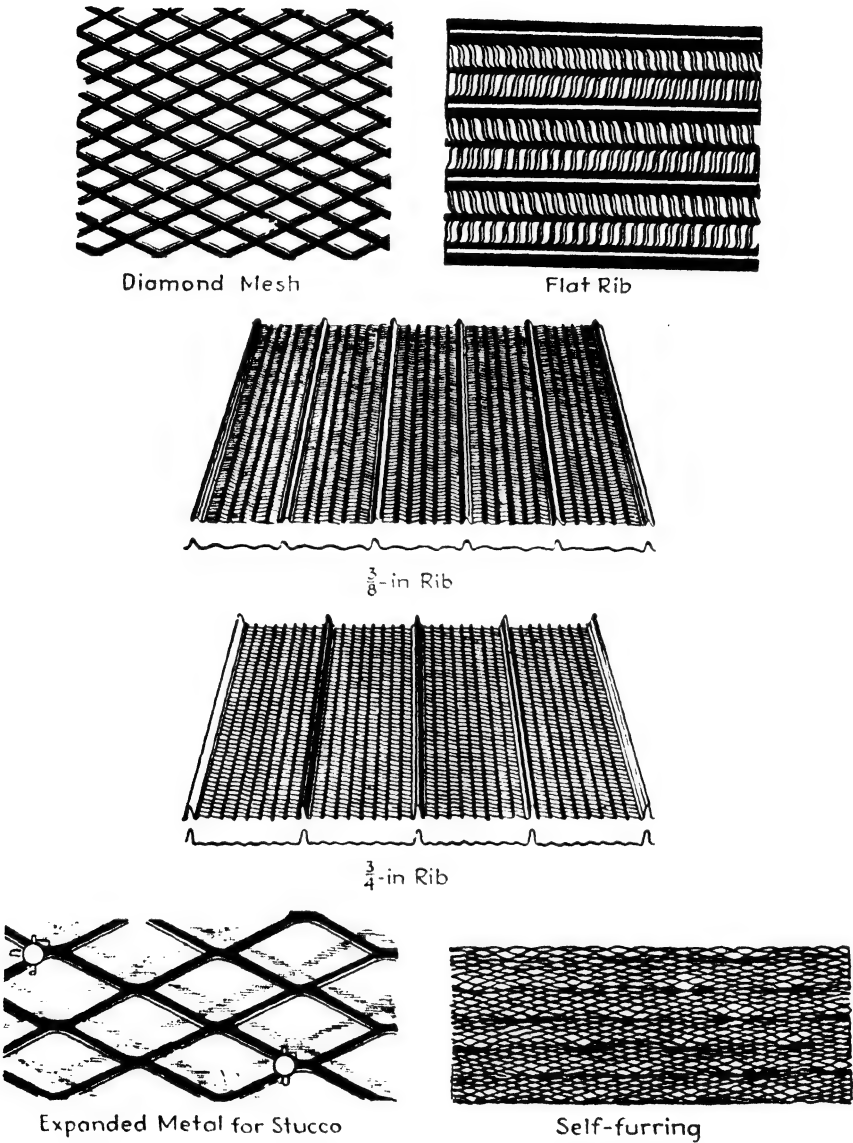 Diamond Mesh
Flat Rib
3/8-in Rib
3/4-in Rib
Expanded Metal for Stucco
Self-furring